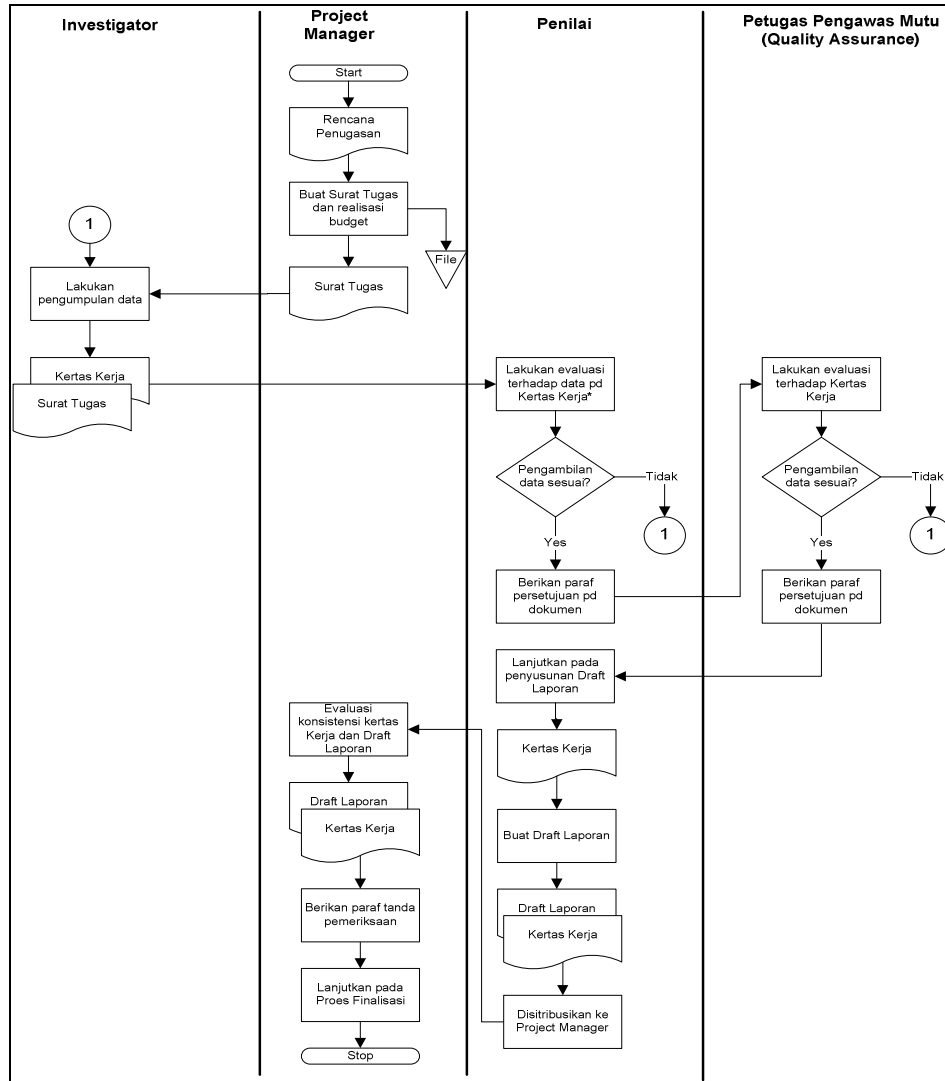 Investigator
Project
Manager
Penilai
Petugas Pengawas Mutu
(Quality Assurance)
Start
Rencana
Penugasan
Buat Surat Tugas
dan realisasi
budget
File
Surat Tugas
1
Lakukan
pengumpulan data
Kertas Kerja
Surat Tugas
Lakukan evaluasi
terhadap data pd
Kertas Kerja*
Pengambilan
data sesuai?
Tidak
1
Yes
Berikan paraf
persetujuan pd
dokumen
Lakukan evaluasi
terhadap Kertas
Kerja
Pengambilan
data sesuai?
Tidak
1
Yes
Berikan paraf
persetujuan pd
dokumen
Lanjutkan pada
penyusunan Draft
Laporan
Kertas Kerja
Buat Draft Laporan
Draft Laporan
Kertas Kerja
Disitribusikan ke
Project Manager
Evaluasi
konsistensi kertas
Kerja dan Draft
Laporan
Draft Laporan
Kertas Kerja
Berikan paraf tanda
pemeriksaan
Lanjutkan pada
Proes Finalisasi
Stop